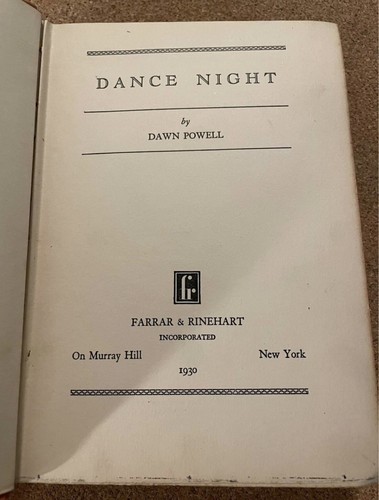 DANCE NIGHT
by
DAWN POWELL
fr
FARRAR & RINEHART
INCORPORATED
On Murray Hill New York
1930